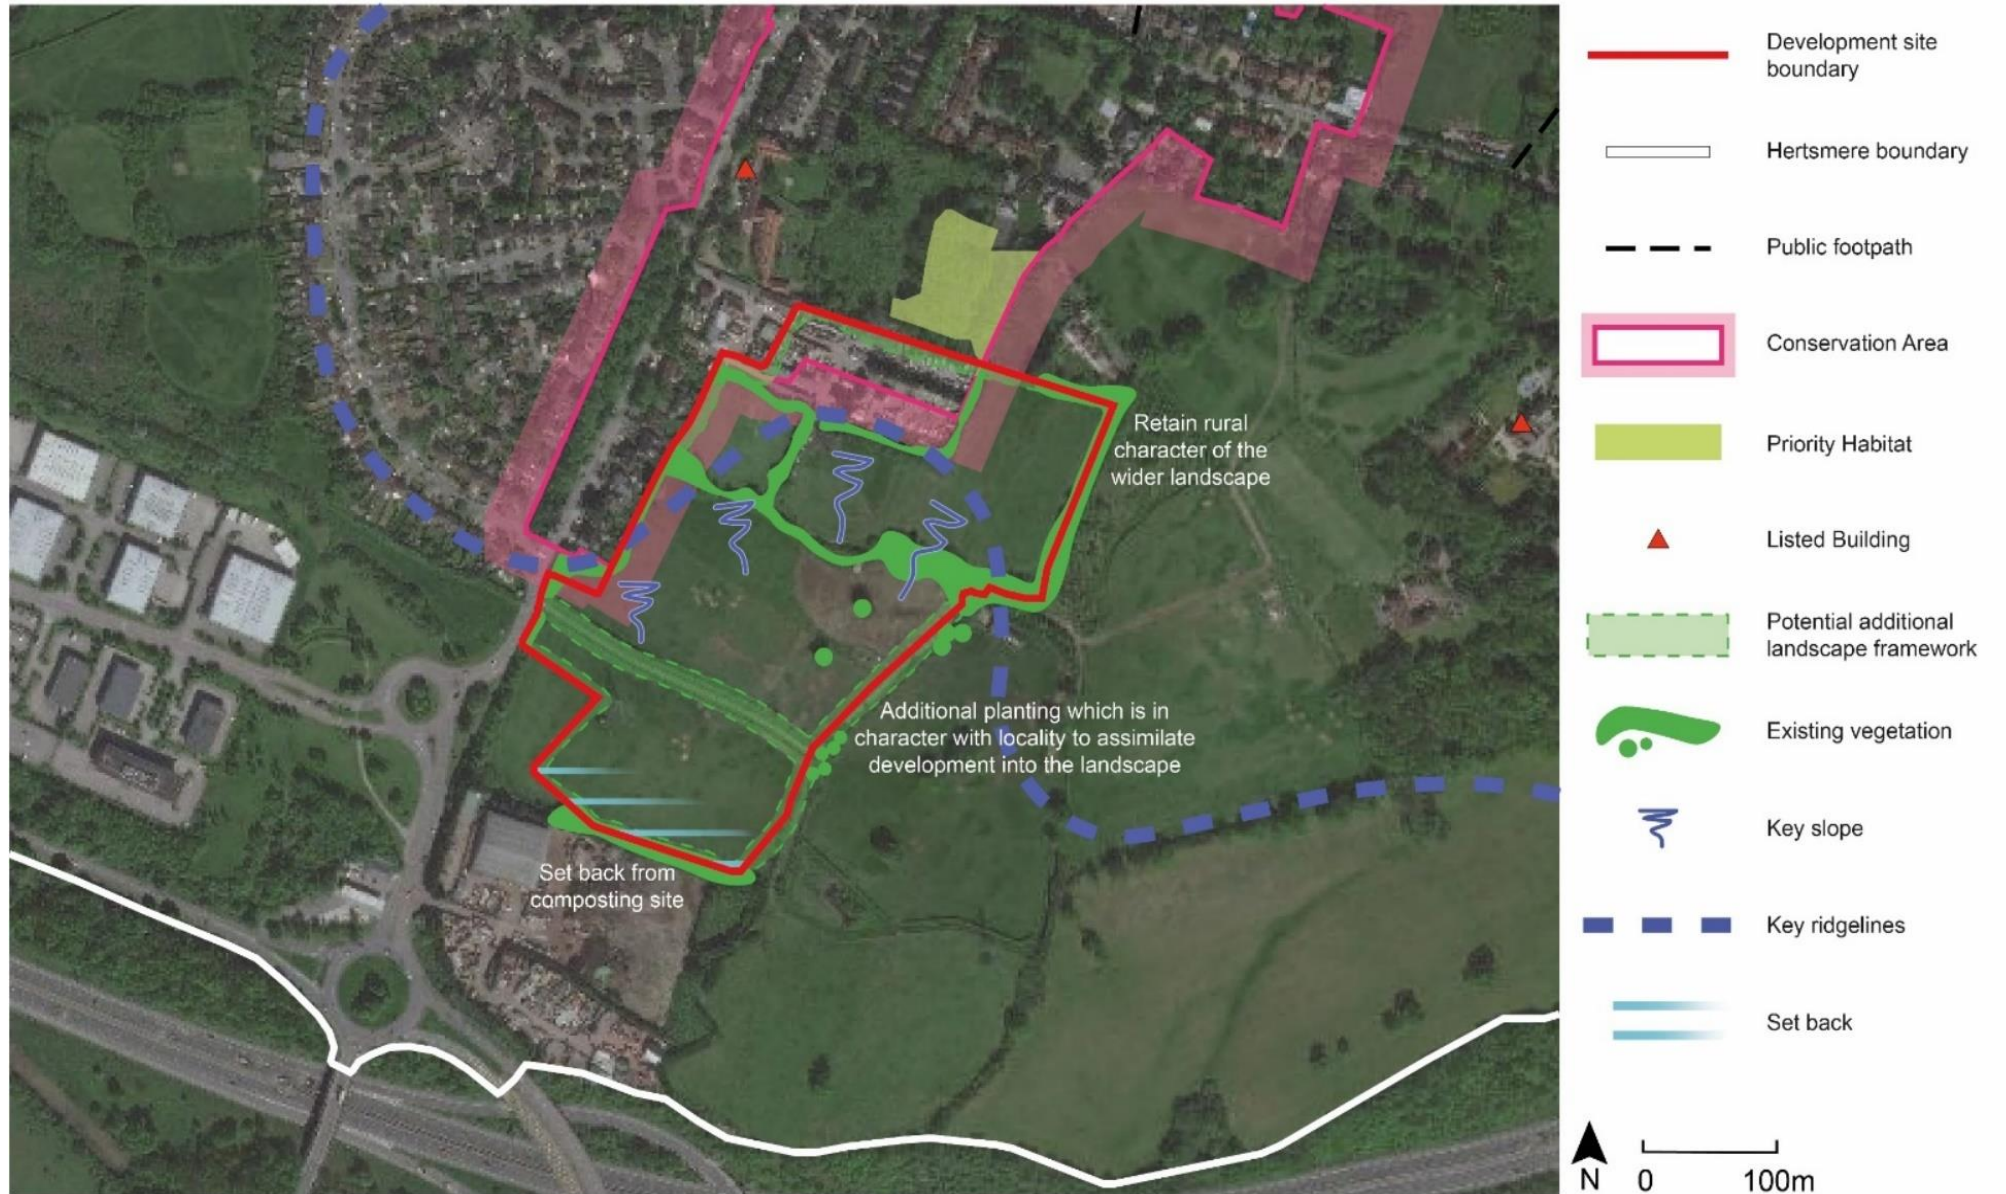 Retain rural
character of the
wider landscape
Additional planting which is in
character with locality to assimilate
development into the landscape
Set back from
composting site
Development site
boundary
Hertsmere boundary
Public footpath
Conservation Area
Priority Habitat
Listed Building
Potential additional
landscape framework
Existing vegetation
Key slope
Key ridgelines
Set back
N 0 100m